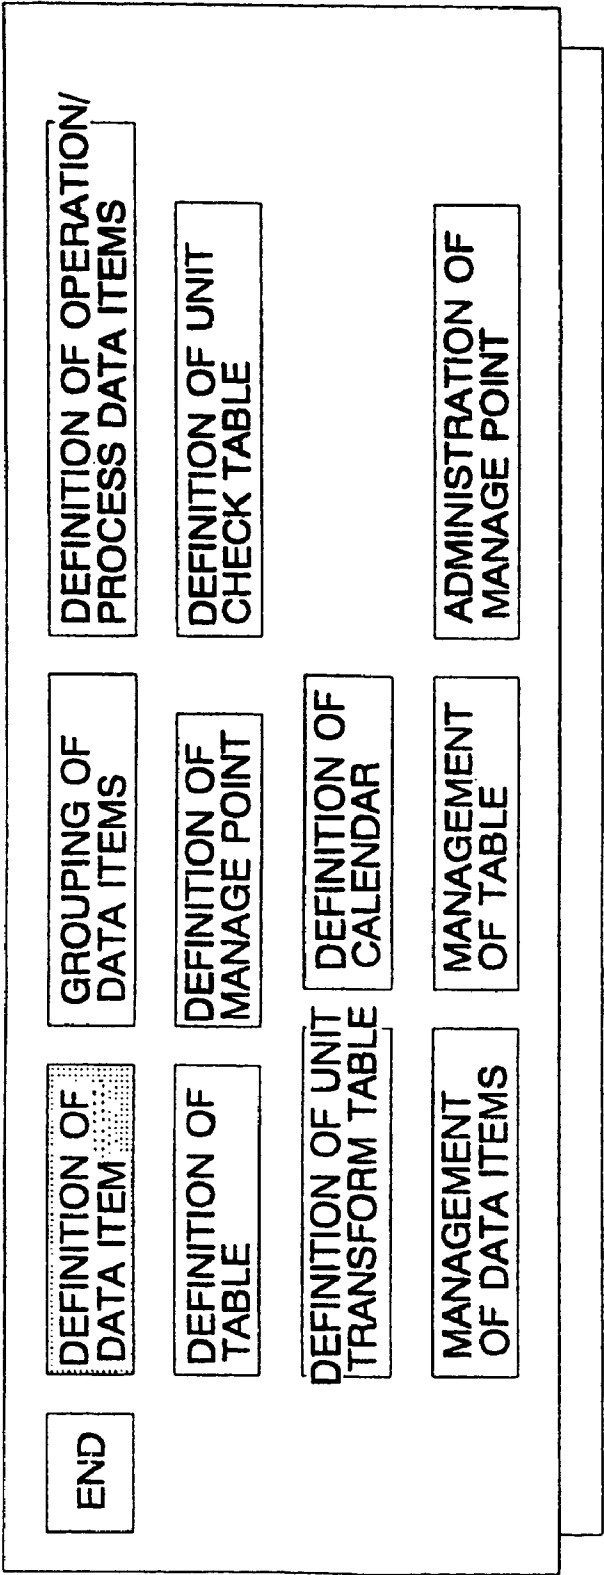 END
DEFINITION OF
DATA ITEM
GROUPING OF
DATA ITEMS
DEFINITION OF OPERATION/
PROCESS DATA ITEMS
DEFINITION OF
TABLE
DEFINITION OF
MANAGE POINT
DEFINITION OF UNIT
CHECK TABLE
DEFINITION OF UNIT
TRANSFORM TABLE
DEFINITION OF
CALENDAR
MANAGEMENT
OF DATA ITEMS
MANAGEMENT
OF TABLE
ADMINISTRATION OF
MANAGE POINT